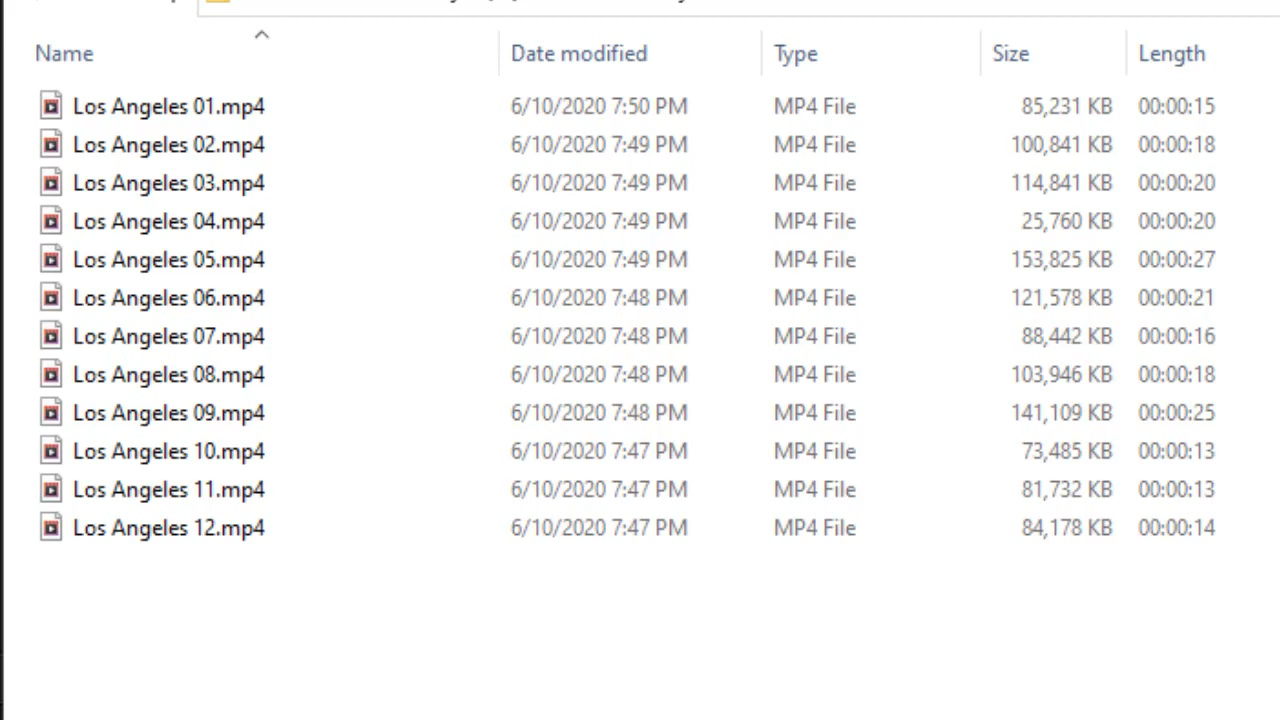 Name Date modified Type Size Length
Los Angeles 01.mp4 6/10/2020 7:50 PM MP4 File 85,231 KB 00:00:15
Los Angeles 02.mp4 6/10/2020 7:49 PM MP4 File 100,841 KB 00:00:18
Los Angeles 03.mp4 6/10/2020 7:49 PM MP4 File 114,841 KB 00:00:20
Los Angeles 04.mp4 6/10/2020 7:49 PM MP4 File 25,760 KB 00:00:20
Los Angeles 05.mp4 6/10/2020 7:49 PM MP4 File 153,825 KB 00:00:27
Los Angeles 06.mp4 6/10/2020 7:48 PM MP4 File 121,578 KB 00:00:21
Los Angeles 07.mp4 6/10/2020 7:48 PM MP4 File 88,442 KB 00:00:16
Los Angeles 08.mp4 6/10/2020 7:48 PM MP4 File 103,946 KB 00:00:18
Los Angeles 09.mp4 6/10/2020 7:48 PM MP4 File 141,109 KB 00:00:25
Los Angeles 10.mp4 6/10/2020 7:47 PM MP4 File 73,485 KB 00:00:13
Los Angeles 11.mp4 6/10/2020 7:47 PM MP4 File 81,732 KB 00:00:13
Los Angeles 12.mp4 6/10/2020 7:47 PM MP4 File 84,178 KB 00:00:14